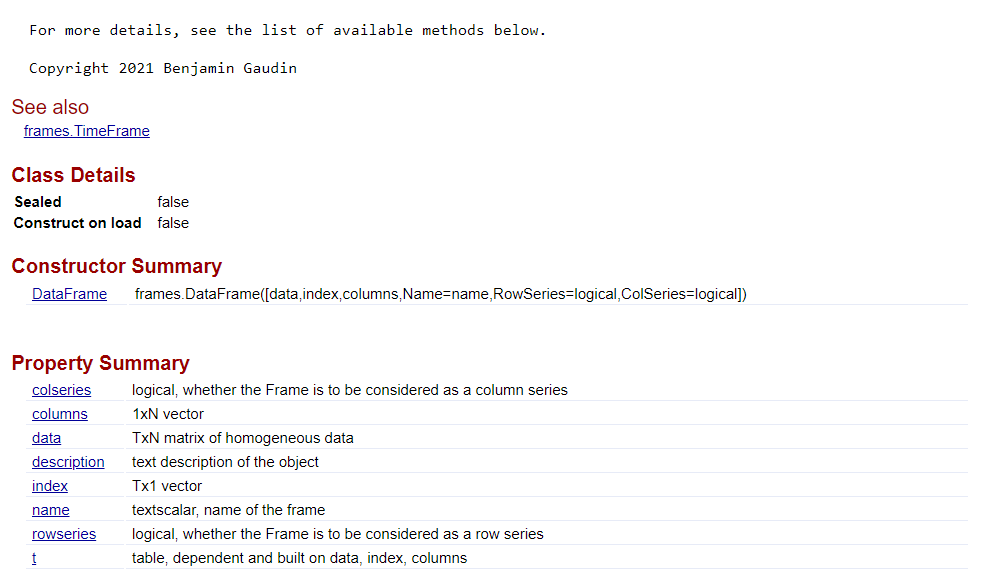 For more details, see the list of available methods below.
Copyright 2021 Benjamin Gaudin
See also
frames.TimeFrame
Class Details
Sealed false
Construct on load false
Constructor Summary
DataFrame frames.DataFrame([data,index,columns,Name=name,RowSeries=logical,ColSeries=logical])
Property Summary
colseries logical, whether the Frame is to be considered as a column series
columns 1xN vector
data TxN matrix of homogeneous data
description text description of the object
index Tx1 vector
name textscalar, name of the frame
rowseries logical, whether the Frame is to be considered as a row series
t table, dependent and built on data, index, columns